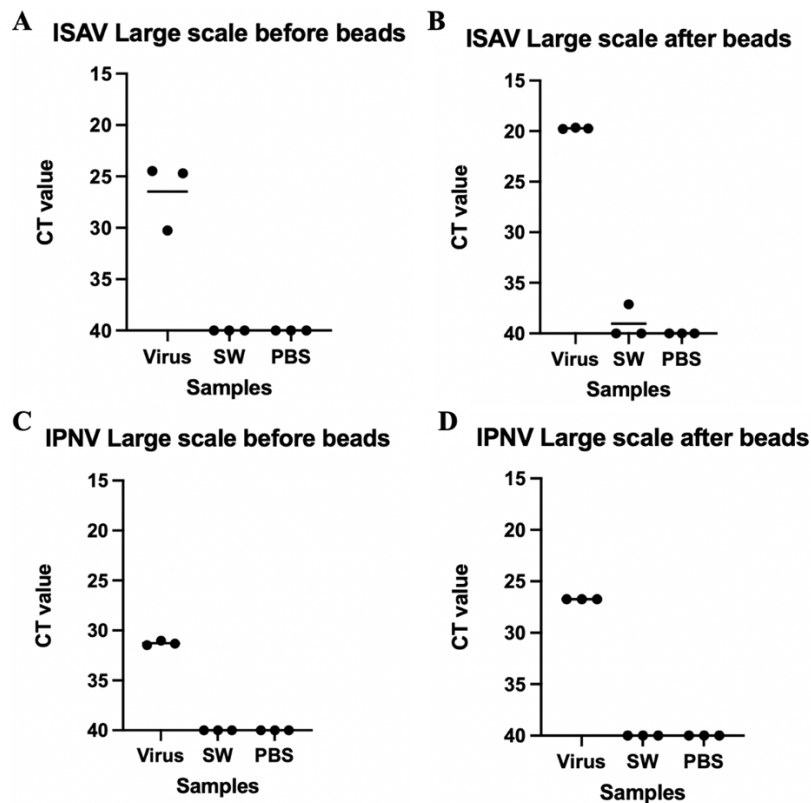 A
ISAV Large scale before beads
15
20
25
30
35
40
CT value
Virus SW PBS
Samples
B
ISAV Large scale after beads
15
20
25
30
35
40
CT value
Virus SW PBS
Samples
C
IPNV Large scale before beads
15
20
25
30
35
40
CT value
Virus SW PBS
Samples
D
IPNV Large scale after beads
15
20
25
30
35
40
CT value
Virus SW PBS
Samples